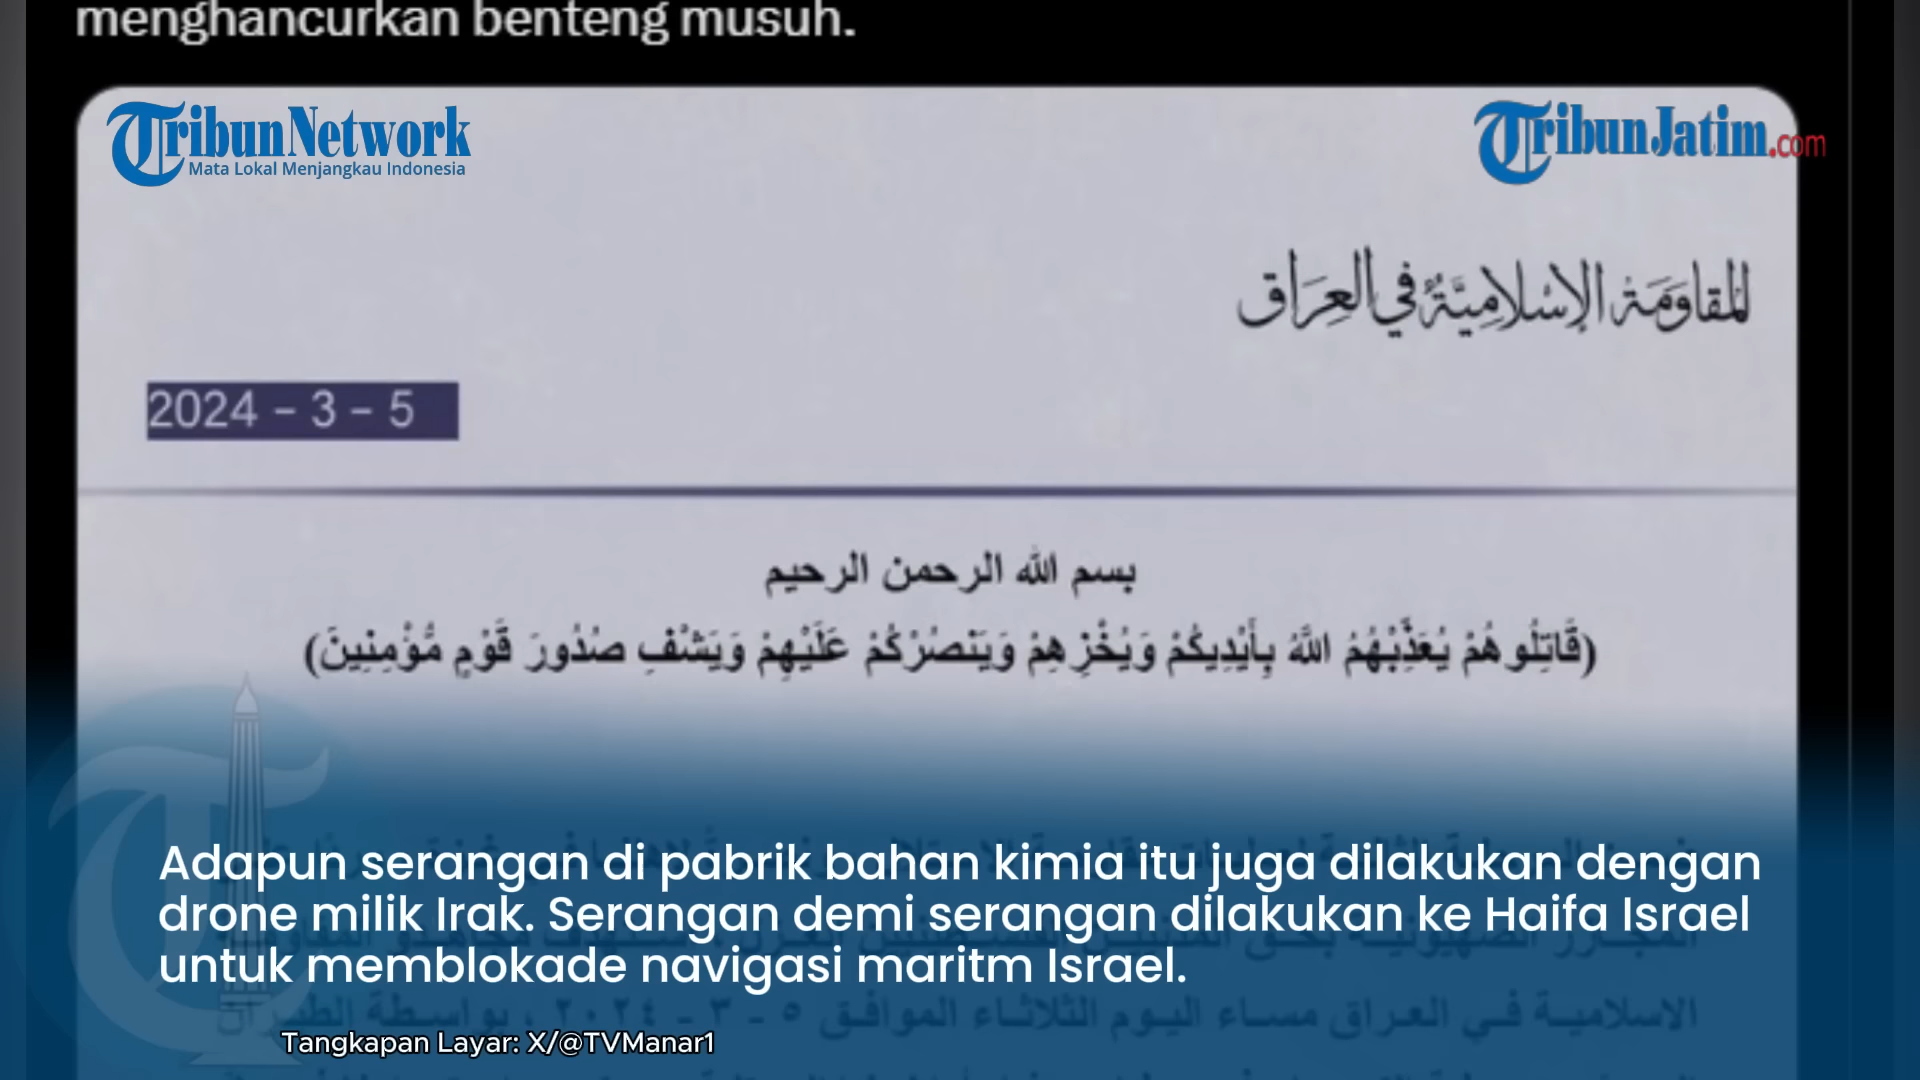 menghancurkan benteng musuh.
TribunNetwork
Mata Lokal Menjangkau Indonesia
TribunJatim.com
المقاومة الإسلامية في العراق
2024 - 3 - 5
بسم الله الرحمن الرحيم
(قَاتِلُوهُمْ يُعَذِّبْهُمُ اللَّهُ بِأَيْدِيكُمْ وَيُخْزِهِمْ وَيَنْصُرْكُمْ عَلَيْهِمْ وَيَشْفِ صُدُورَ قَوْمٍ مُّؤْمِنِينَ)
Adapun serangan di pabrik bahan kimia itu juga dilakukan dengan
drone milik Irak. Serangan demi serangan dilakukan ke Haifa Israel
untuk memblokade navigasi maritm Israel.
الاسلامية في العراق مساء اليوم الثلاثاء الموافق ٥ - ٣ - ٢٠٢٤ ، بواسطة الطيران
Tangkapan Layar: X/@TVManar1